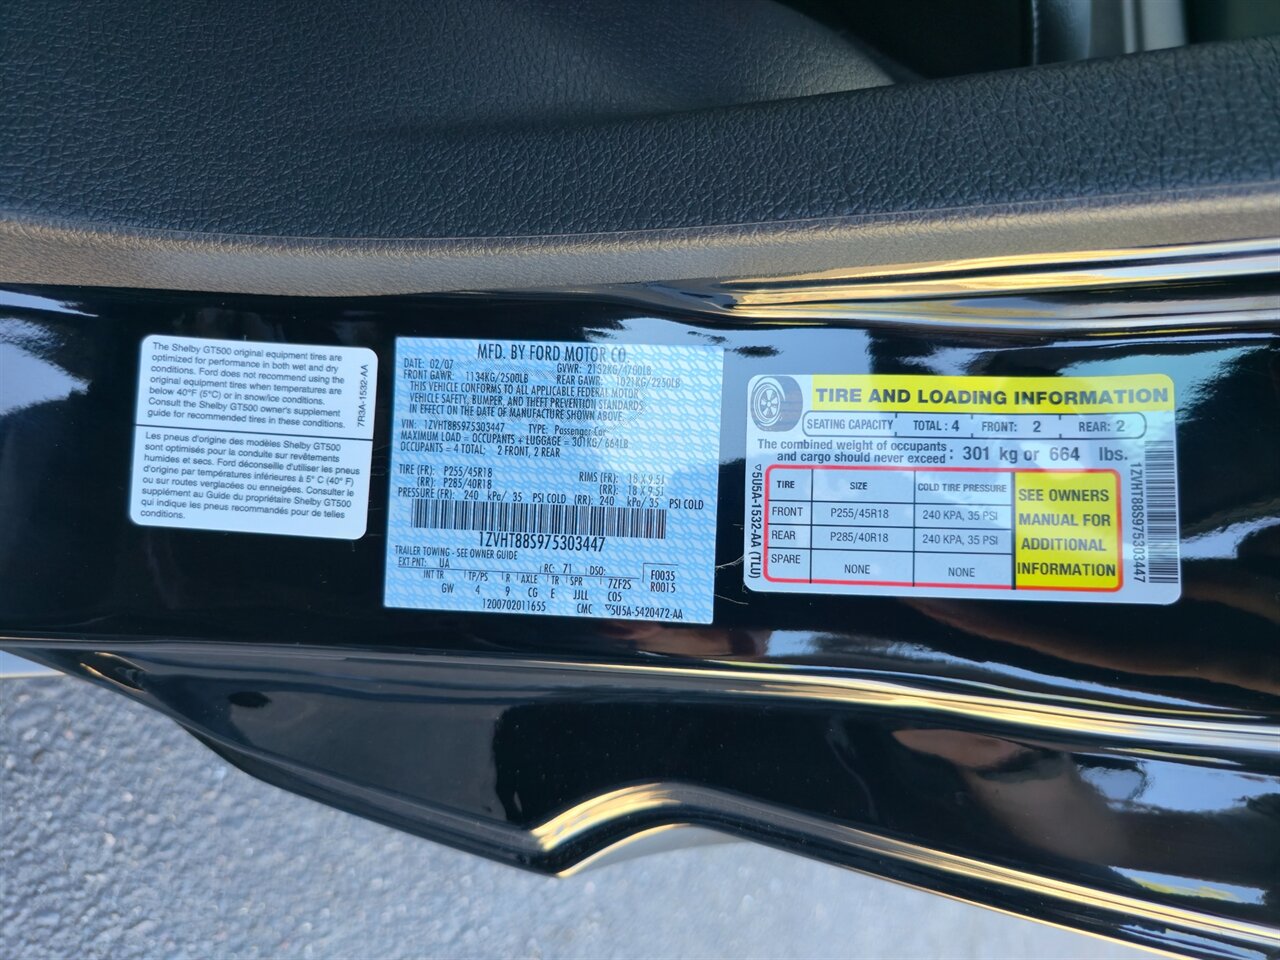 The Shelby GT500 original equipment tires are
optimized for performance in both wet and dry
conditions. Ford does not recommend using the
original equipment tires when temperatures are
below 40°F (5°C) or in snow/ice conditions.
Consult the Shelby GT500 owner's supplement
guide for recommended tires in these conditions.
7R3A-1532-AA
Les pneus d'origine des modèles Shelby GT500
sont optimisés pour la conduite sur revêtements
humides et secs. Ford déconseille d'utiliser les pneus
d'origine par températures inférieures à 5° C (40° F)
ou sur routes verglacées ou enneigées. Consulter le
supplément au Guide du propriétaire Shelby GT500
qui indique les pneus recommandés pour de telles
conditions.
MFD. BY FORD MOTOR CO.
DATE: 02/07 GVWR: 2132KG/4700LB
FRONT GAWR: 1134KG/2500LB REAR GAWR: 1021KG/2250LB
THIS VEHICLE CONFORMS TO ALL APPLICABLE FEDERAL MOTOR
VEHICLE SAFETY, BUMPER, AND THEFT PREVENTION STANDARDS
IN EFFECT ON THE DATE OF MANUFACTURE SHOWN ABOVE
VIN: 1ZVHT88S975303447 TYPE: Passenger Car
MAXIMUM LOAD = OCCUPANTS + LUGGAGE = 301KG/664LB
OCCUPANTS = 4 TOTAL: 2 FRONT, 2 REAR
TIRE (FR): P255/45R18 RIMS (FR): 18 X 9.5J
(RR): P285/40R18 (RR): 18 X 9.5J
PRESSURE (FR): 240 kPa/ 35 PSI COLD (RR): 240 kPa/ 35 PSI COLD
1ZVHT88S975303447
TRAILER TOWING - SEE OWNER GUIDE
EXT PNT: UA RC: 71 DSO: F0035
R0015
INT TR TP/PS R AXLE TR SPR 7ZF2S
GW 4 9 CG E JJLL C05
1200702011655 CMC ▽5U5A-5420472-AA
TIRE AND LOADING INFORMATION
SEATING CAPACITY TOTAL : 4 FRONT: 2 REAR: 2
The combined weight of occupants
and cargo should never exceed : 301 kg or 664 lbs.
TIRE SIZE COLD TIRE PRESSURE
FRONT P255/45R18 240 KPA, 35 PSI
REAR P285/40R18 240 KPA, 35 PSI
SPARE NONE NONE
SEE OWNERS
MANUAL FOR
ADDITIONAL
INFORMATION
▽5U5A-1532-AA (TLU)
1ZVHT88S975303447